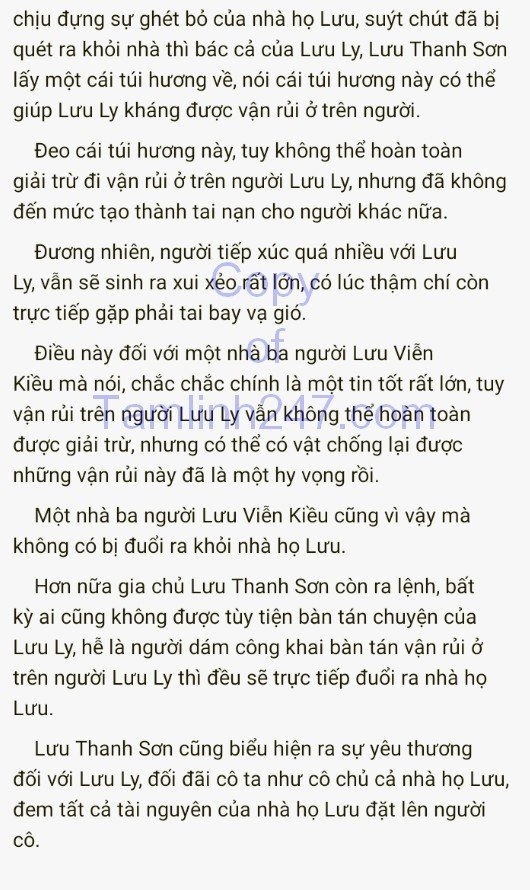 chịu đựng sự ghét bỏ của nhà họ Lưu, suýt chút đã bị
quét ra khỏi nhà thì bác cả của Lưu Ly, Lưu Thanh Sơn
lấy một cái túi hương về, nói cái túi hương này có thể
giúp Lưu Ly kháng được vận rủi ở trên người.
Đeo cái túi hương này, tuy không thể hoàn toàn
giải trừ đi vận rủi ở trên người Lưu Ly, nhưng đã không
đến mức tạo thành tai nạn cho người khác nữa.
Đương nhiên, người tiếp xúc quá nhiều với Lưu
Ly, vẫn sẽ sinh ra xui xẻo rất lớn, có lúc thậm chí còn
trực tiếp gặp phải tai bay vạ gió.
Điều này đối với một nhà ba người Lưu Viễn
Kiều mà nói, chắc chắc chính là một tin tốt rất lớn, tuy
vận rủi trên người Lưu Ly vẫn không thể hoàn toàn
được giải trừ, nhưng có thể có vật chống lại được
những vận rủi này đã là một hy vọng rồi.
Một nhà ba người Lưu Viễn Kiều cũng vì vậy mà
không có bị đuổi ra khỏi nhà họ Lưu.
Hơn nữa gia chủ Lưu Thanh Sơn còn ra lệnh, bất
kỳ ai cũng không được tùy tiện bàn tán chuyện của
Lưu Ly, hễ là người dám công khai bàn tán vận rủi ở
trên người Lưu Ly thì đều sẽ trực tiếp đuổi ra nhà họ
Lưu.
Lưu Thanh Sơn cũng biểu hiện ra sự yêu thương
đối với Lưu Ly, đối đãi cô ta như cô chủ cả nhà họ Lưu,
đem tất cả tài nguyên của nhà họ Lưu đặt lên người
cô.
Copy
of
Tamlinh247.com